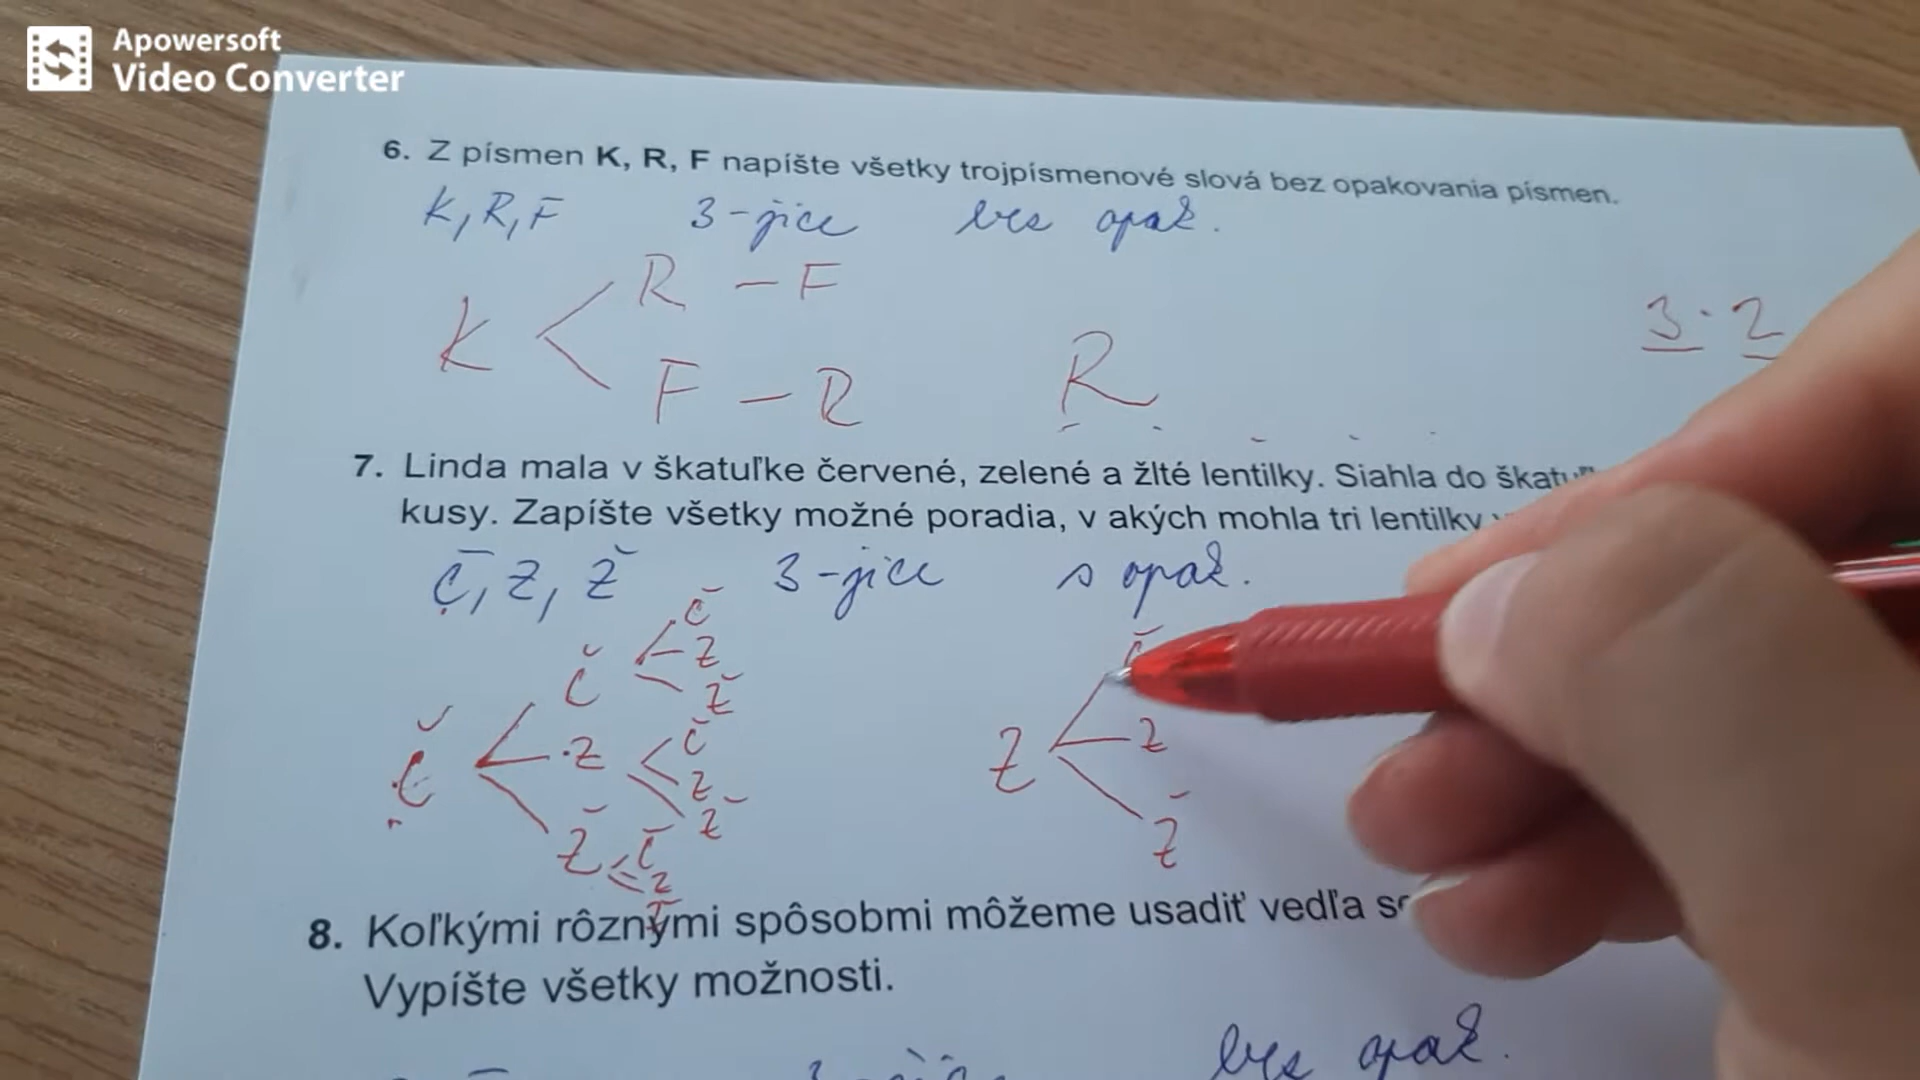 Apowersoft
Video Converter
6. Z písmen K, R, F napíšte všetky trojpísmenové slová bez opakovania písmen.
K, R, F 3-jice bez opak.
R - F
K
F - R
R
3 · 2
7. Linda mala v škatuľke červené, zelené a žlté lentilky. Siahla do
kusy. Zapíšte všetky možné poradia, v akých mohla tri lentilky
Č, Z, Ž 3-jice s opak.
Č
Č Z
Ž
Č Z Č
Z
Ž
Ž Č
Z
Ž
Č
Z Z
Ž
8. Koľkými rôznymi spôsobmi môžeme usadiť vedľa
Vypíšte všetky možnosti.
bez opak.